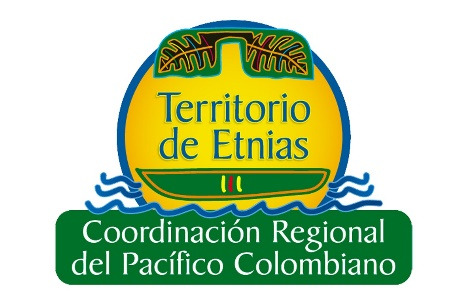 Territorio
de Etnias
Coordinación Regional
del Pacífico Colombiano